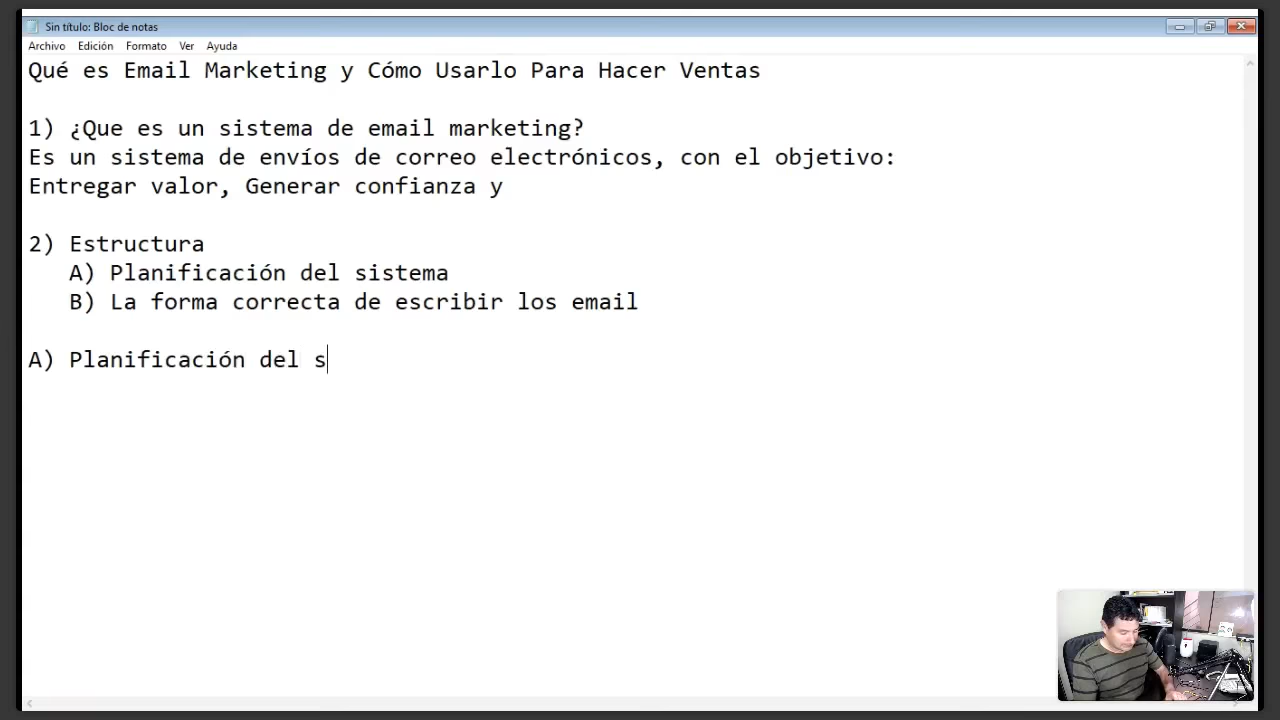 Sin título: Bloc de notas
Archivo Edición Formato Ver Ayuda
Qué es Email Marketing y Cómo Usarlo Para Hacer Ventas
1) ¿Que es un sistema de email marketing?
Es un sistema de envíos de correo electrónicos, con el objetivo:
Entregar valor, Generar confianza y
2) Estructura
A) Planificación del sistema
B) La forma correcta de escribir los email
A) Planificación del s